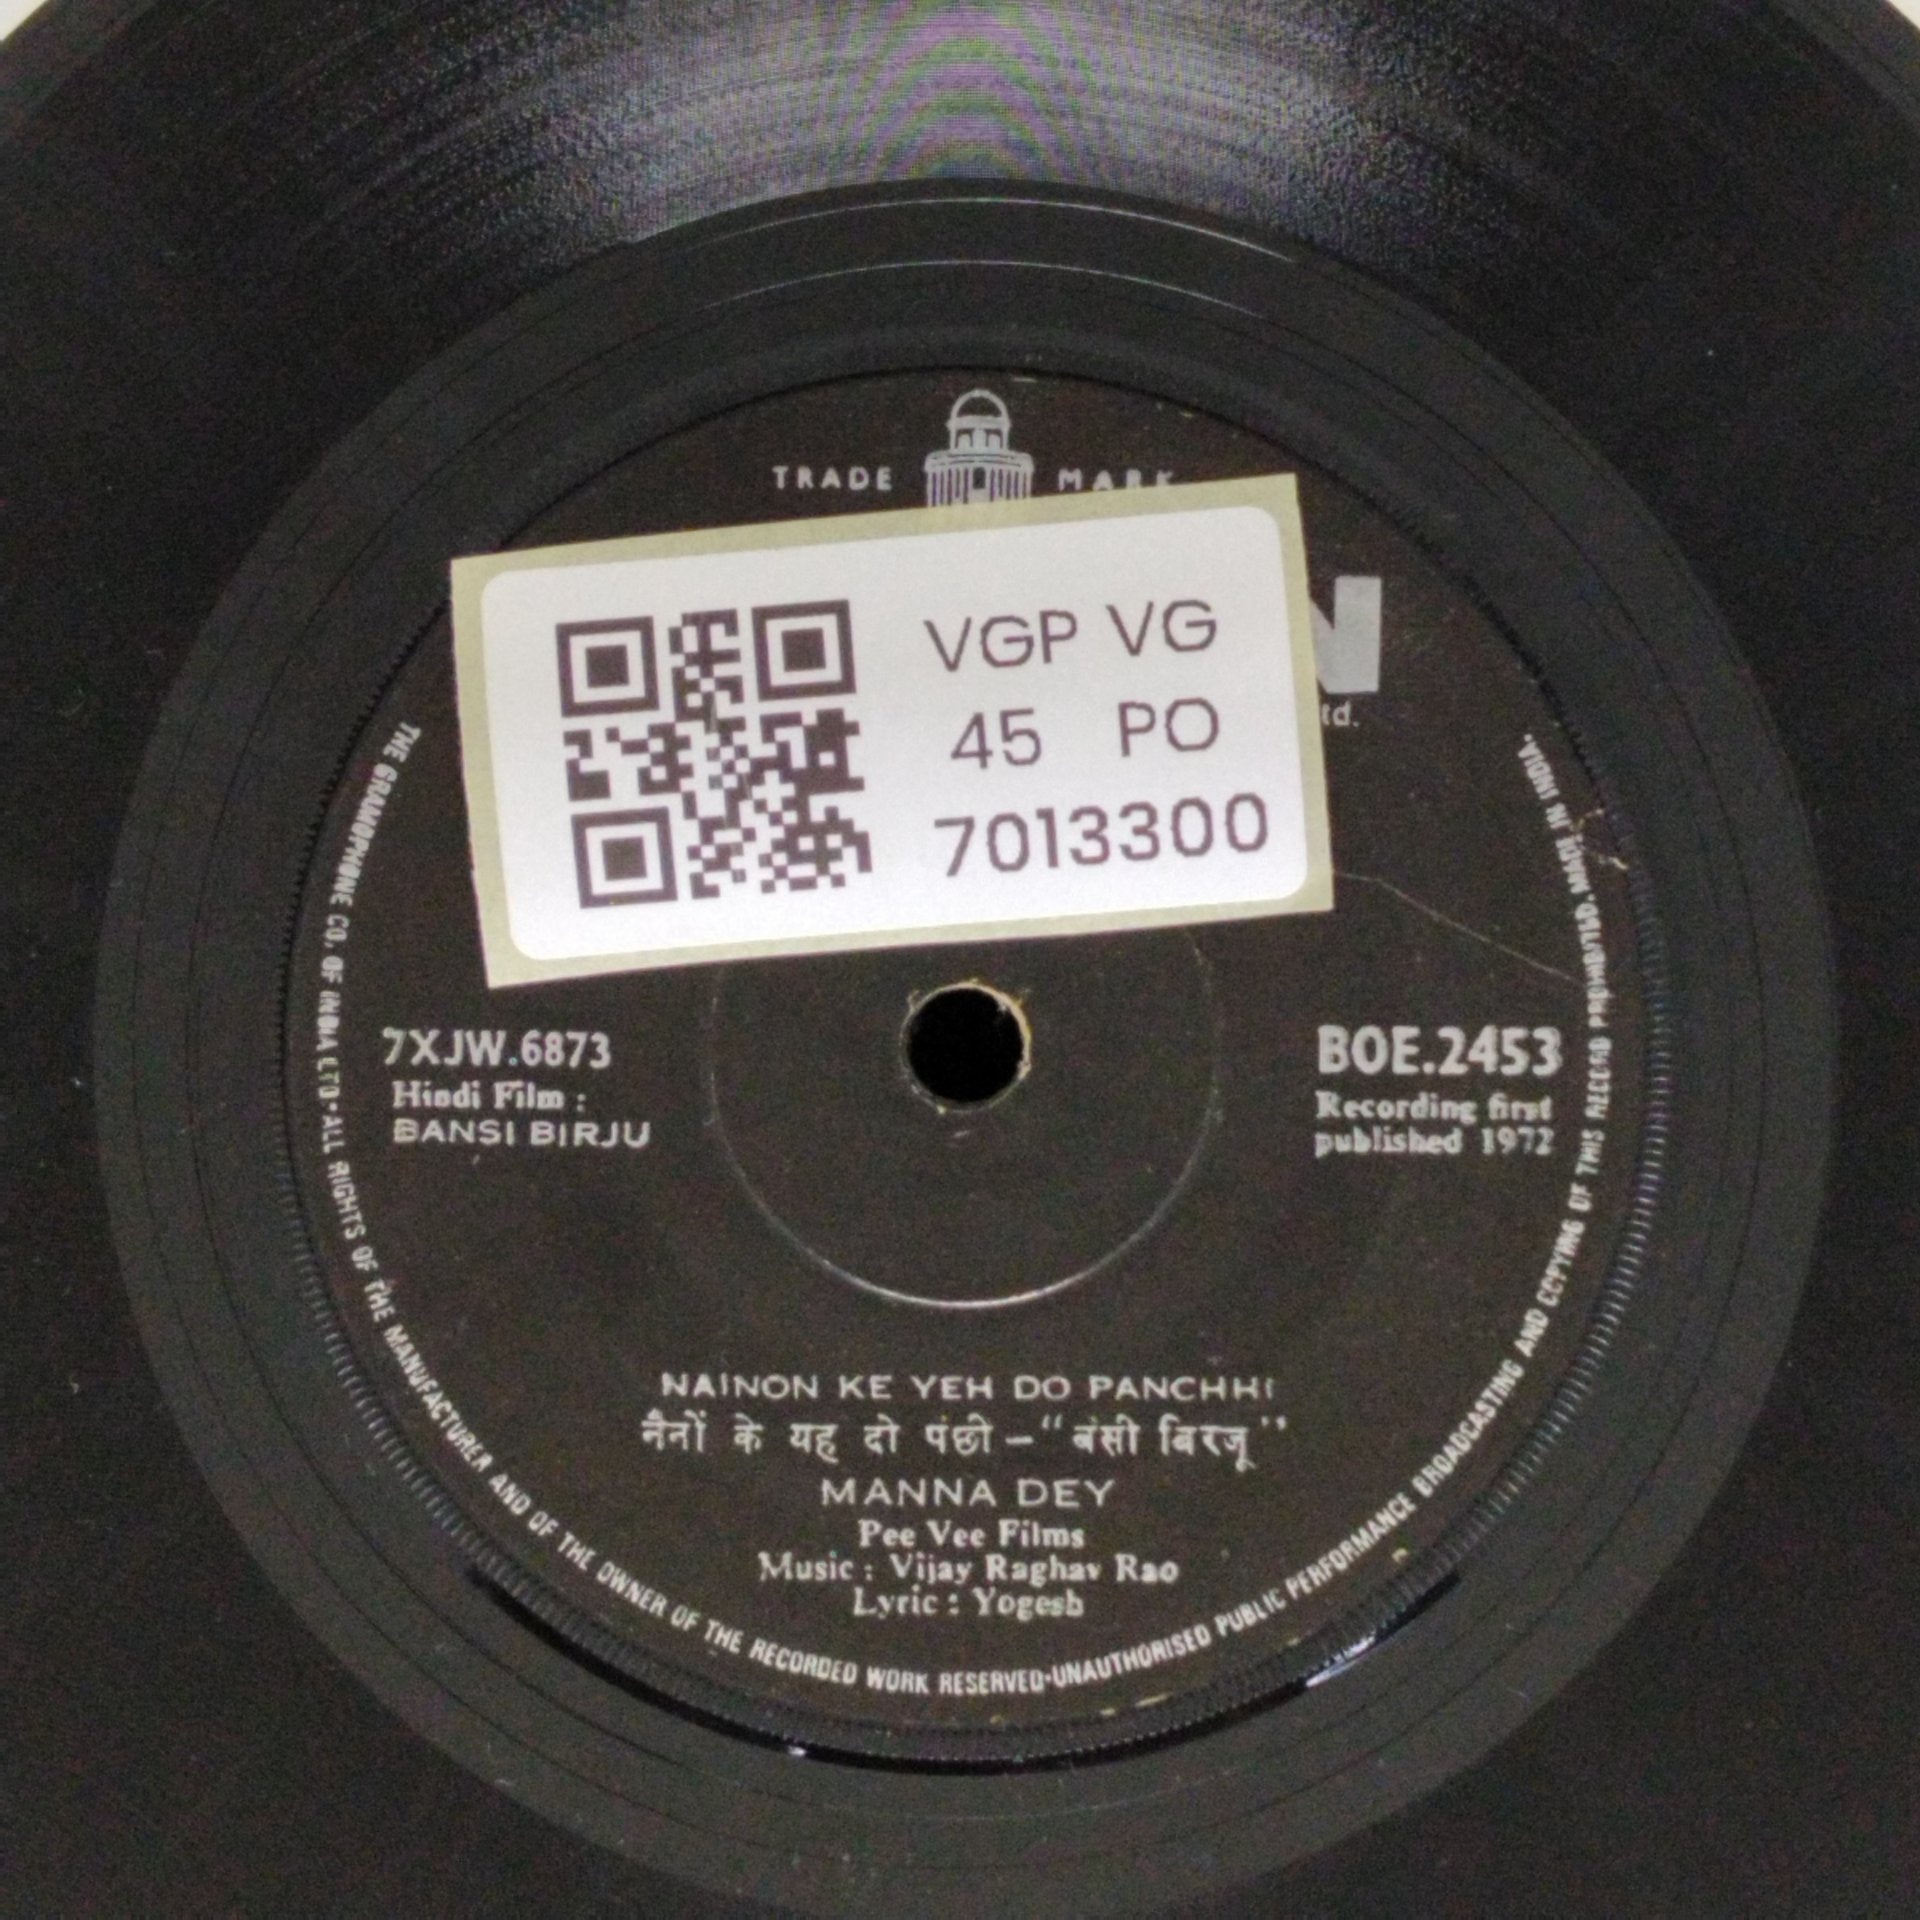 TRADE MARK
N
td.
VGP VG
45 PO
7013300
7XJW.6873
Hindi Film :
BANSI BIRJU
BOE.2453
Recording first
published 1972
NAINON KE YEH DO PANCHHI
नैनों के यह दो पंछी – "बंसी बिरजू"
MANNA DEY
Pee Vee Films
Music : Vijay Raghav Rao
Lyric : Yogesh
THE GRAMOPHONE CO. OF INDIA LTD·ALL RIGHTS OF THE MANUFACTURER AND OF THE OWNER OF THE RECORDED WORK RESERVED·UNAUTHORISED PUBLIC PERFORMANCE BROADCASTING AND COPYING OF THIS RECORD PROHIBITED. MADE IN INDIA.